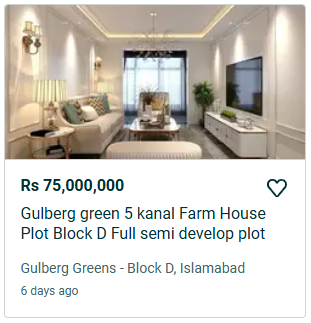 Rs 75,000,000
Gulberg green 5 kanal Farm House
Plot Block D Full semi develop plot
Gulberg Greens - Block D, Islamabad
6 days ago